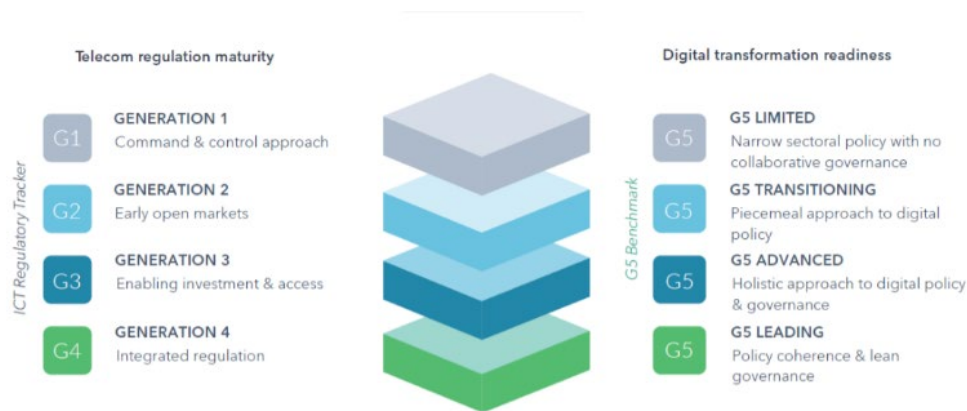 Telecom regulation maturity
ICT Regulatory Tracker
G1
GENERATION 1
Command & control approach
G2
GENERATION 2
Early open markets
G3
GENERATION 3
Enabling investment & access
G4
GENERATION 4
Integrated regulation
Digital transformation readiness
G5 Benchmark
G5
G5 LIMITED
Narrow sectoral policy with no
collaborative governance
G5
G5 TRANSITIONING
Piecemeal approach to digital
policy
G5
G5 ADVANCED
Holistic approach to digital policy
& governance
G5
G5 LEADING
Policy coherence & lean
governance